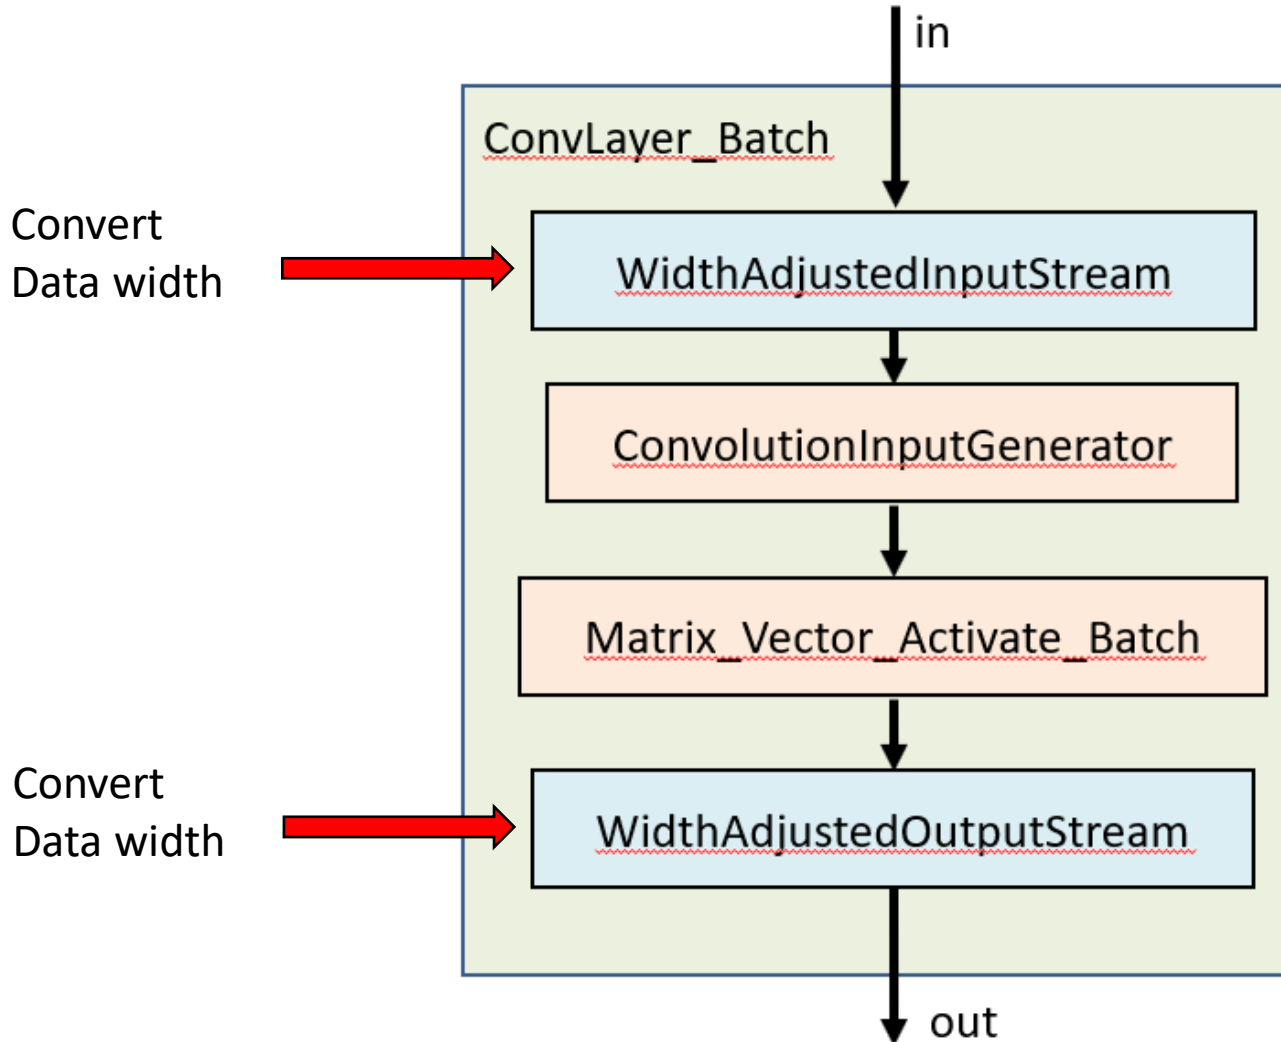 in
ConvLayer_Batch
Convert
Data width
WidthAdjustedInputStream
ConvolutionInputGenerator
Matrix_Vector_Activate_Batch
Convert
Data width
WidthAdjustedOutputStream
out